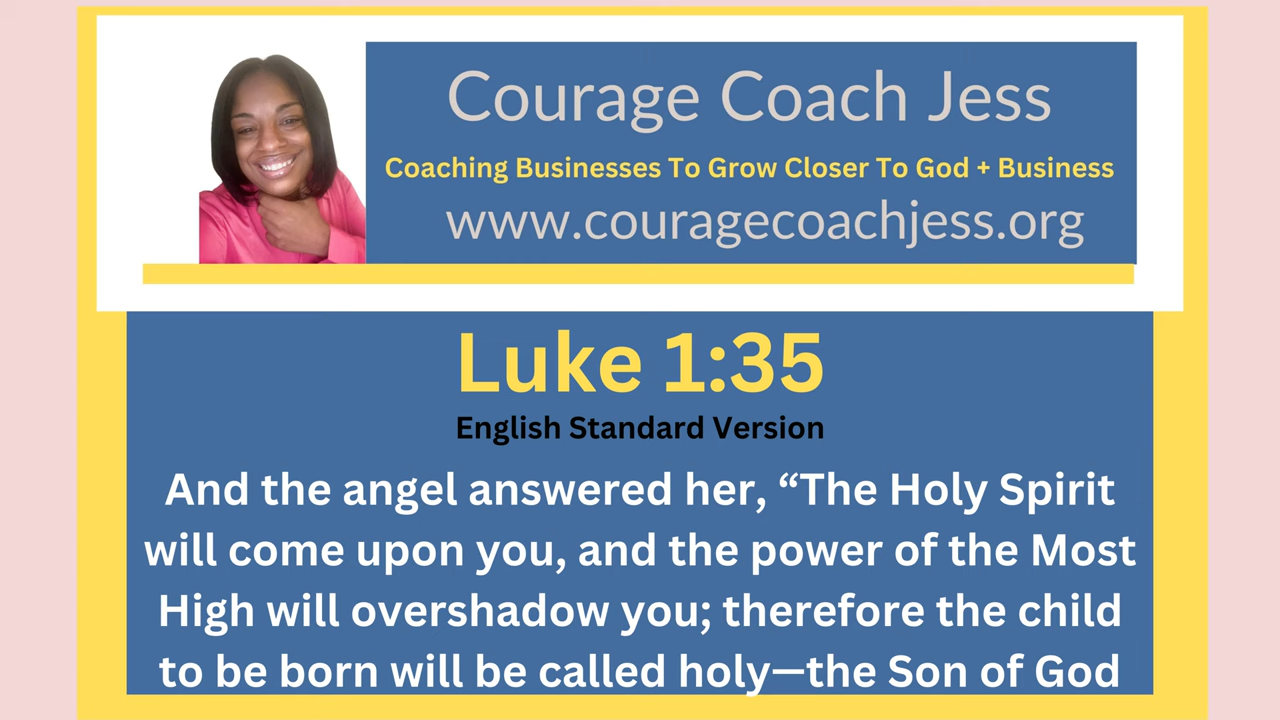 Courage Coach Jess
Coaching Businesses To Grow Closer To God + Business
www.couragecoachjess.org
Luke 1:35
English Standard Version
And the angel answered her, “The Holy Spirit
will come upon you, and the power of the Most
High will overshadow you; therefore the child
to be born will be called holy—the Son of God